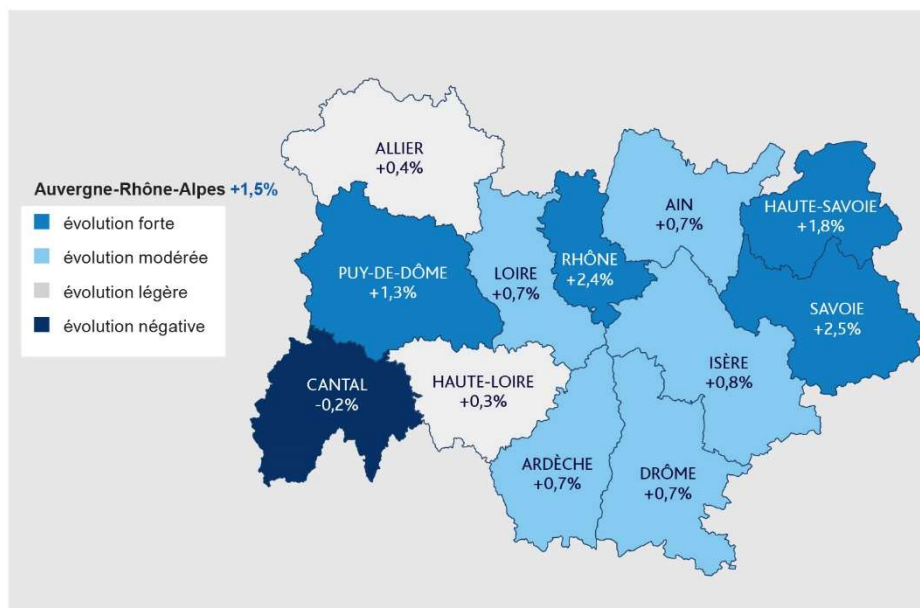 Auvergne-Rhône-Alpes +1,5%
évolution forte
évolution modérée
évolution légère
évolution négative
ALLIER
+0,4%
PUY-DE-DÔME
+1,3%
LOIRE
+0,7%
RHÔNE
+2,4%
AIN
+0,7%
HAUTE-SAVOIE
+1,8%
SAVOIE
+2,5%
ISÈRE
+0,8%
CANTAL
-0,2%
HAUTE-LOIRE
+0,3%
ARDÈCHE
+0,7%
DRÔME
+0,7%